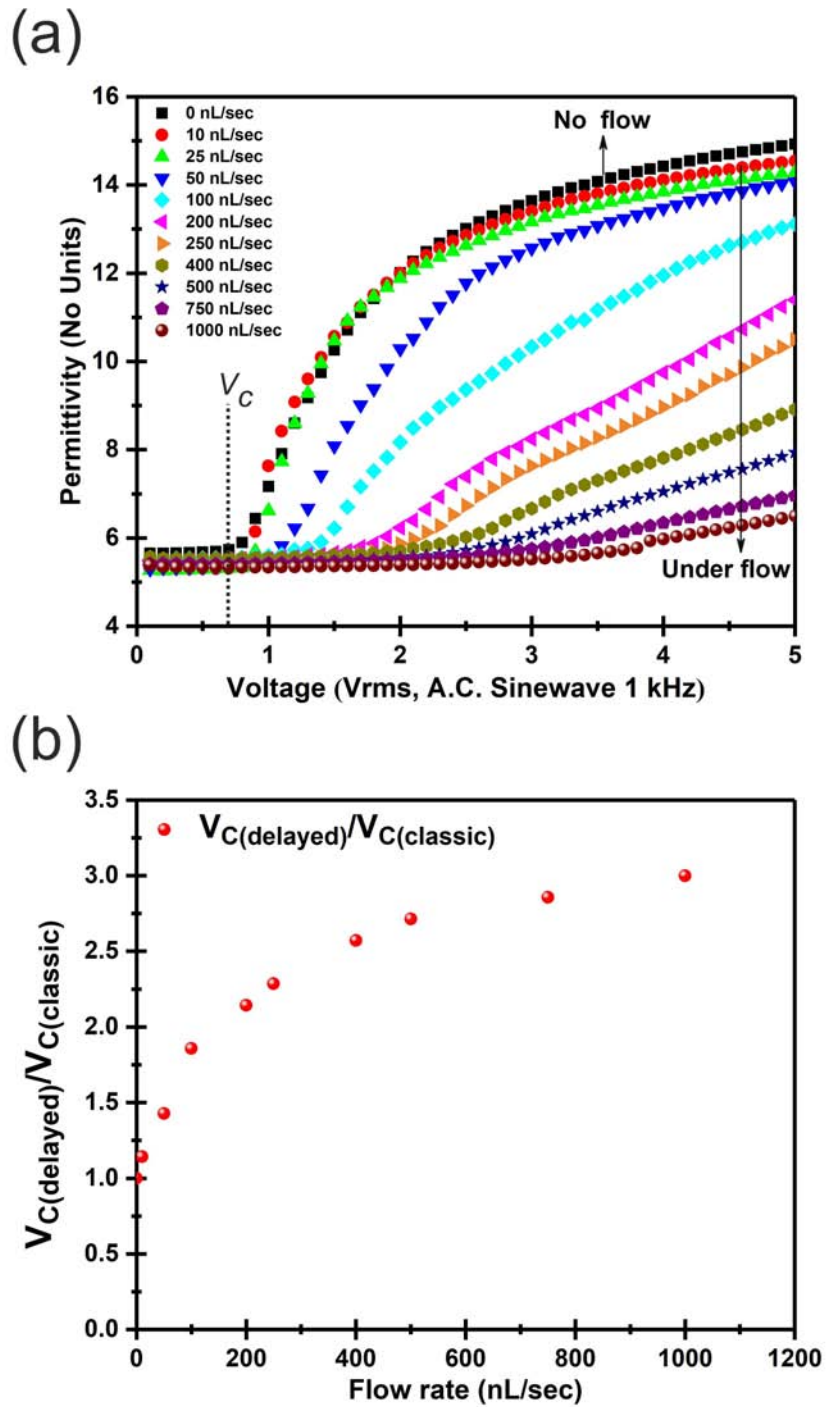 (a)
16
14
12
10
8
6
4
Permittivity (No Units)
0 nL/sec
10 nL/sec
25 nL/sec
50 nL/sec
100 nL/sec
200 nL/sec
250 nL/sec
400 nL/sec
500 nL/sec
750 nL/sec
1000 nL/sec
No flow
VC
Under flow
0 1 2 3 4 5
Voltage (Vrms, A.C. Sinewave 1 kHz)
(b)
3.5
3.0
2.5
2.0
1.5
1.0
0.5
0.0
VC(delayed)/VC(classic)
VC(delayed)/VC(classic)
0 200 400 600 800 1000 1200
Flow rate (nL/sec)